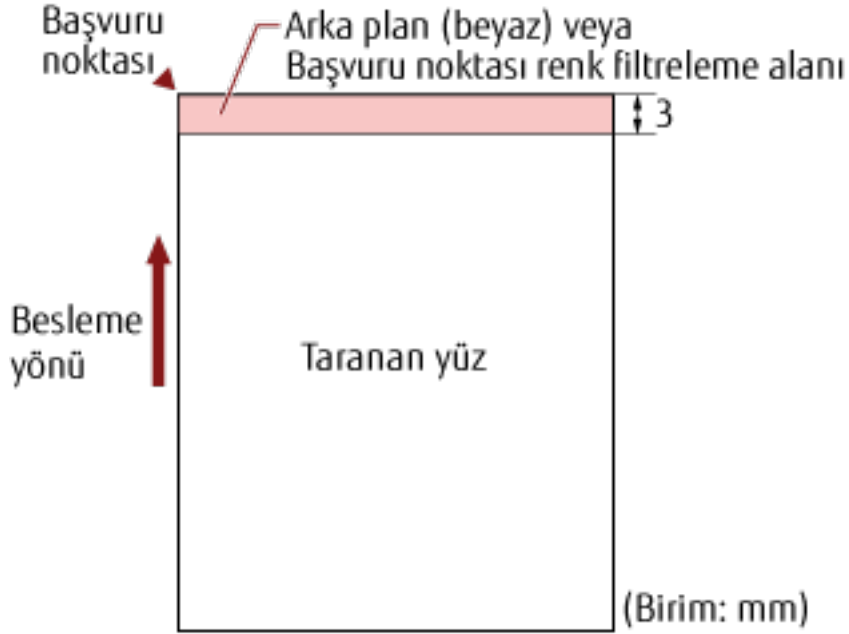 Başvuru
noktası
Arka plan (beyaz) veya
Başvuru noktası renk filtreleme alanı
3
Besleme
yönü
Taranan yüz
(Birim: mm)